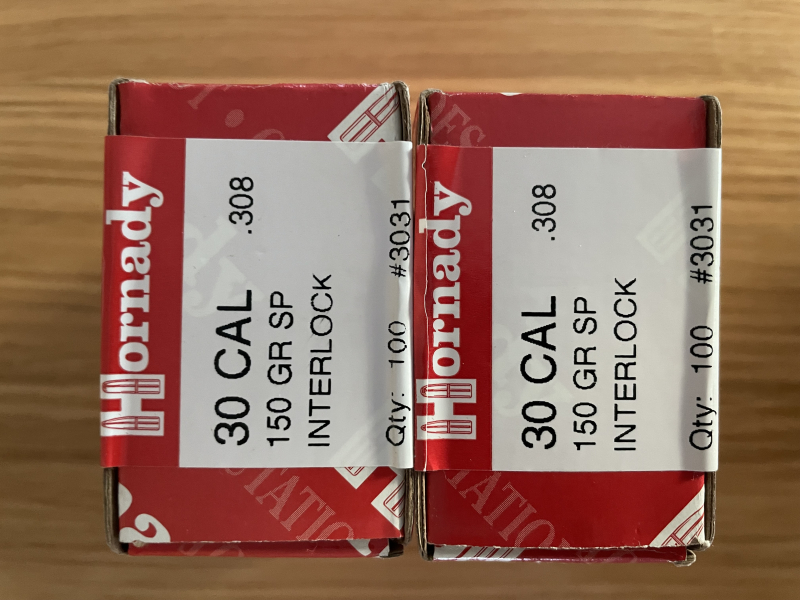 Hornady
30 CAL .308
150 GR SP
INTERLOCK
Qty: 100 #3031
Hornady
30 CAL .308
150 GR SP
INTERLOCK
Qty: 100 #3031